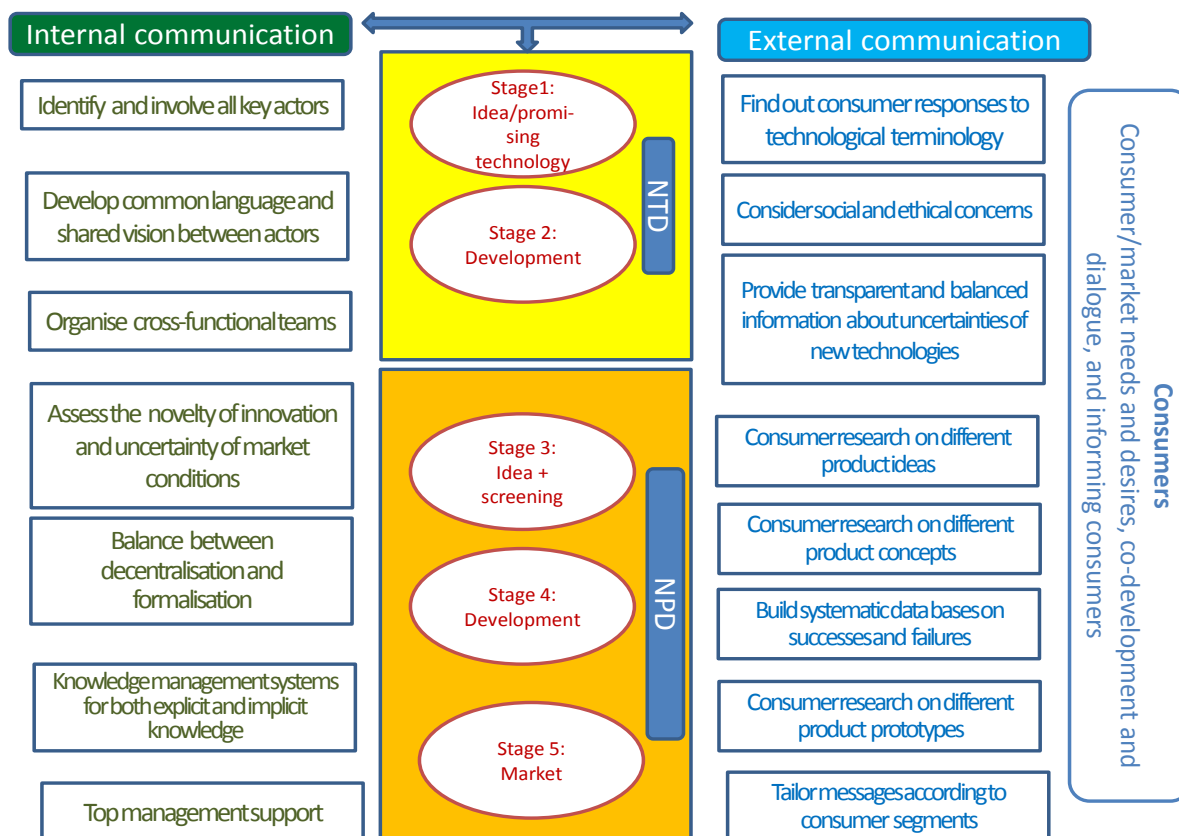 Internal communication
Identify and involve all key actors
Develop common language and
shared vision between actors
Organise cross-functional teams
Assess the novelty of innovation
and uncertainty of market
conditions
Balance between
decentralisation and
formalisation
Knowledge management systems
for both explicit and implicit
knowledge
Top management support
Stage1:
Idea/promi-
sing
technology
Stage 2:
Development
NTD
Stage 3:
Idea +
screening
Stage 4:
Development
Stage 5:
Market
NPD
External communication
Find out consumer responses to
technological terminology
Consider social and ethical concerns
Provide transparent and balanced
information about uncertainties of
new technologies
Consumer research on different
product ideas
Consumer research on different
product concepts
Build systematic data bases on
successes and failures
Consumer research on different
product prototypes
Tailor messages according to
consumer segments
Consumers
Consumer/market needs and desires, co-development and
dialogue, and informing consumers